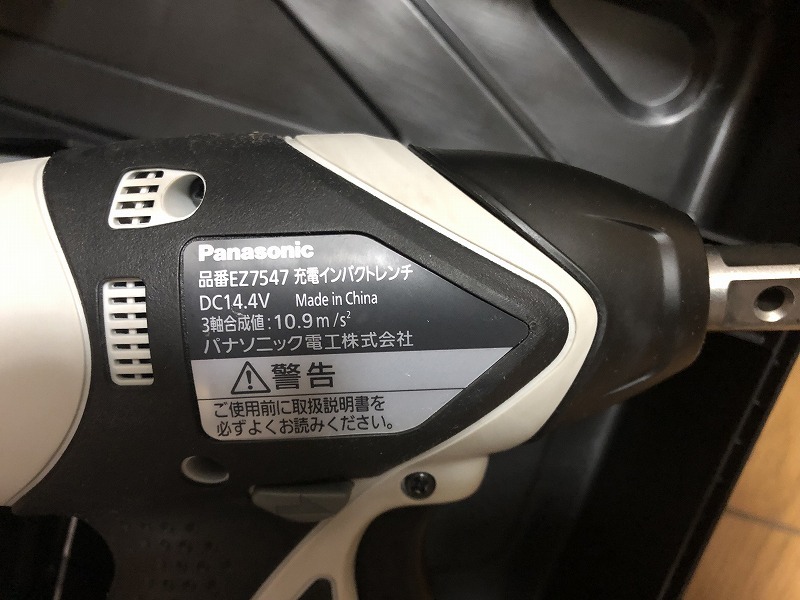 Panasonic
品番EZ7547 充電インパクトレンチ
DC14.4V Made in China
3軸合成値:10.9m/s²
パナソニック電工株式会社
警告
ご使用前に取扱説明書を
必ずよくお読みください。